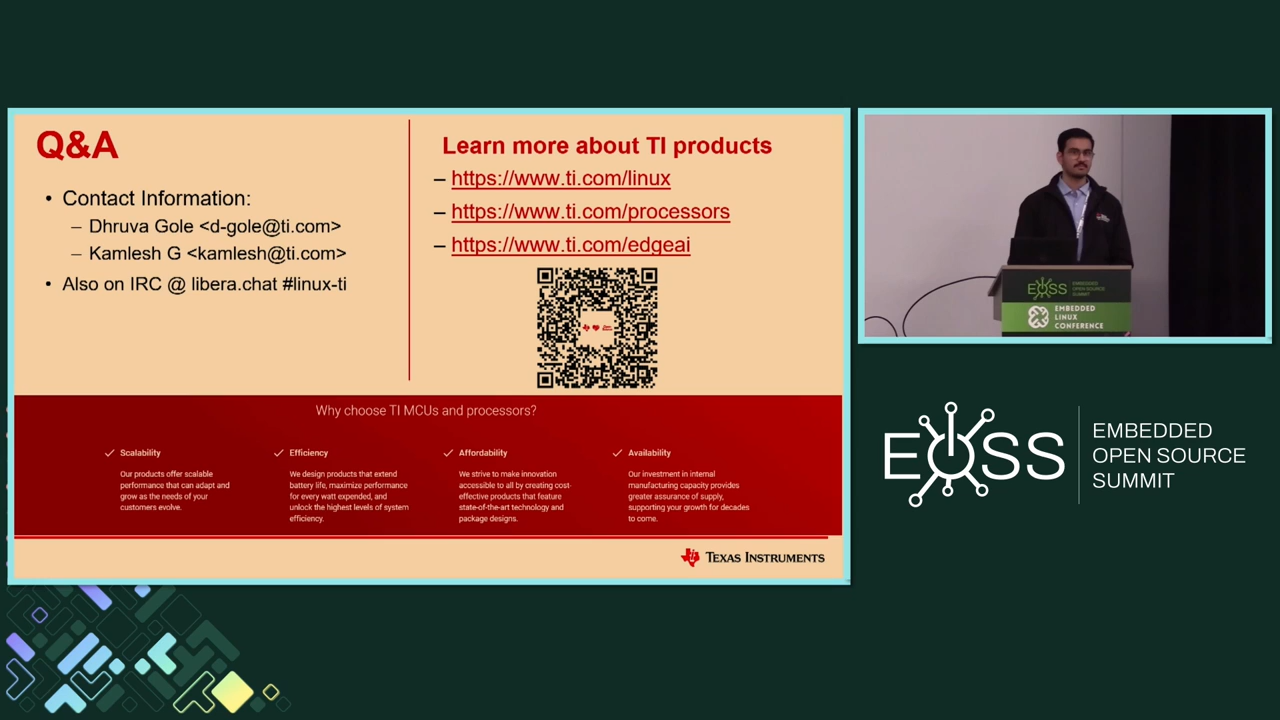 Q&A
• Contact Information:
– Dhruva Gole <d-gole@ti.com>
– Kamlesh G <kamlesh@ti.com>
• Also on IRC @ libera.chat #linux-ti
Learn more about TI products
– https://www.ti.com/linux
– https://www.ti.com/processors
– https://www.ti.com/edgeai
Why choose TI MCUs and processors?
Scalability
Our products offer scalable
performance that can adapt and
grow as the needs of your
customers evolve.
Efficiency
We design products that extend
battery life, maximize performance
for every watt expended, and
unlock the highest levels of system
efficiency.
Affordability
We strive to make innovation
accessible to all by creating cost-
effective products that feature
state-of-the-art technology and
package designs.
Availability
Our investment in internal
manufacturing capacity provides
greater assurance of supply,
supporting your growth for decades
to come.
TEXAS INSTRUMENTS
EOSS
EMBEDDED
OPEN SOURCE
SUMMIT
EMBEDDED
LINUX
CONFERENCE
EOSS
EMBEDDED
OPEN SOURCE
SUMMIT